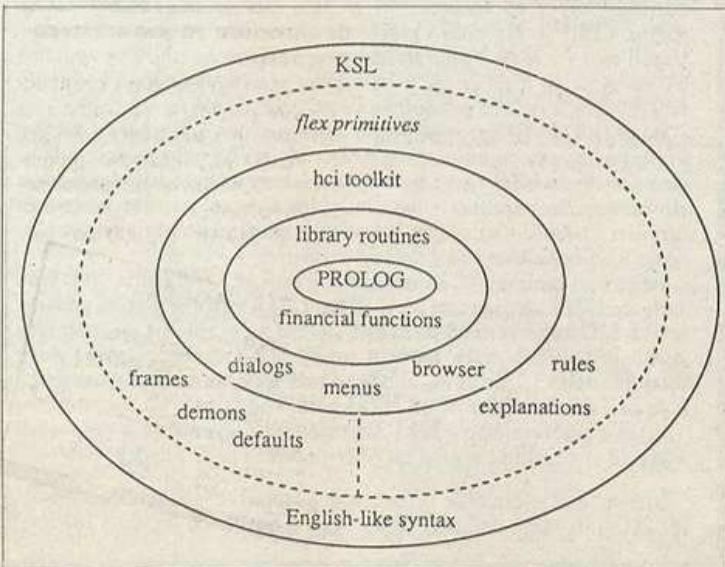 KSL
flex primitives
hci toolkit
library routines
PROLOG
financial functions
dialogs
browser
rules
frames
menus
demons
explanations
defaults
English-like syntax